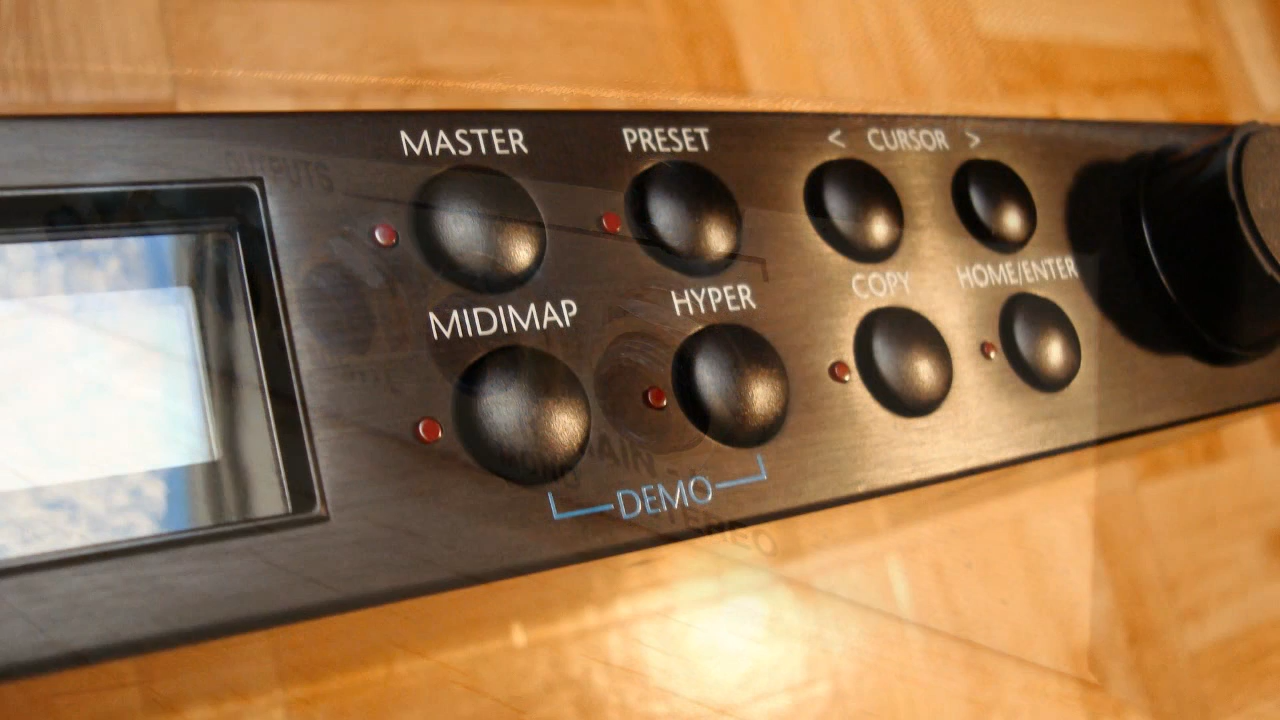 MASTER
PRESET
< CURSOR >
MIDIMAP
HYPER
COPY
HOME/ENTER
DEMO